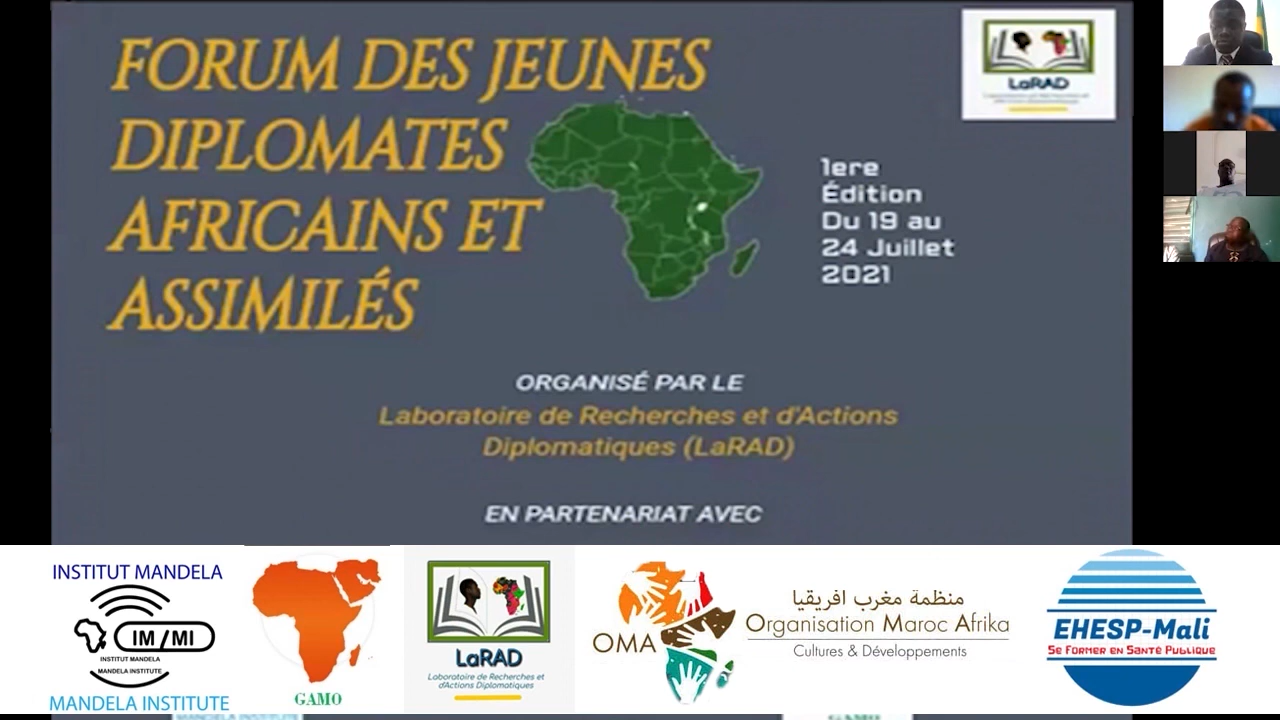 FORUM DES JEUNES
DIPLOMATES
AFRICAINS ET
ASSIMILÉS
LaRAD
1ere
Édition
Du 19 au
24 Juillet
2021
ORGANISÉ PAR LE
Laboratoire de Recherches et d'Actions
Diplomatiques (LaRAD)
EN PARTENARIAT AVEC
INSTITUT MANDELA
IM/MI
INSTITUT MANDELA
MANDELA INSTITUTE
MANDELA INSTITUTE
GAMO
LaRAD
Laboratoire de Recherches et
d'Actions Diplomatiques
OMA
منظمة مغرب افريقيا
Organisation Maroc Afrika
Cultures & Développements
EHESP-Mali
Se Former en Santé Publique
MANDELA INSTITUTE
GAMO